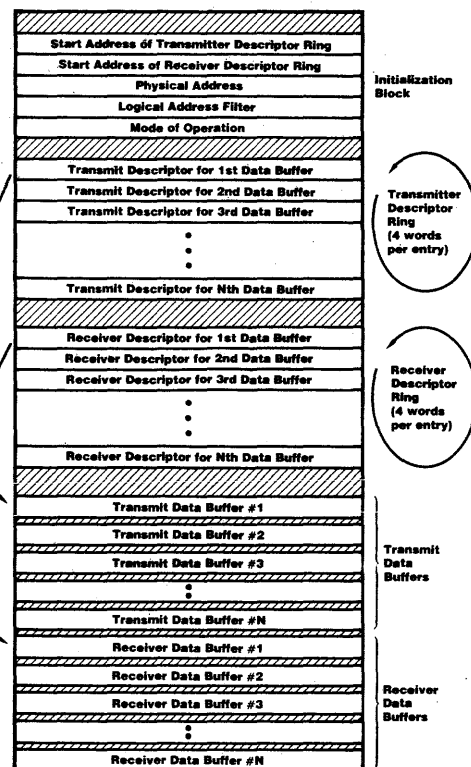 Start Address of Transmitter Descriptor Ring
Start Address of Receiver Descriptor Ring
Physical Address
Logical Address Filter
Mode of Operation
Initialization
Block
Transmit Descriptor for 1st Data Buffer
Transmit Descriptor for 2nd Data Buffer
Transmit Descriptor for 3rd Data Buffer
Transmit Descriptor for Nth Data Buffer
Transmitter
Descriptor
Ring
(4 words
per entry)
Receiver Descriptor for 1st Data Buffer
Receiver Descriptor for 2nd Data Buffer
Receiver Descriptor for 3rd Data Buffer
Receiver Descriptor for Nth Data Buffer
Receiver
Descriptor
Ring
(4 words
per entry)
Transmit Data Buffer #1
Transmit Data Buffer #2
Transmit Data Buffer #3
Transmit Data Buffer #N
Transmit
Data
Buffers
Receiver Data Buffer #1
Receiver Data Buffer #2
Receiver Data Buffer #3
Receiver Data Buffer #N
Receiver
Data
Buffers